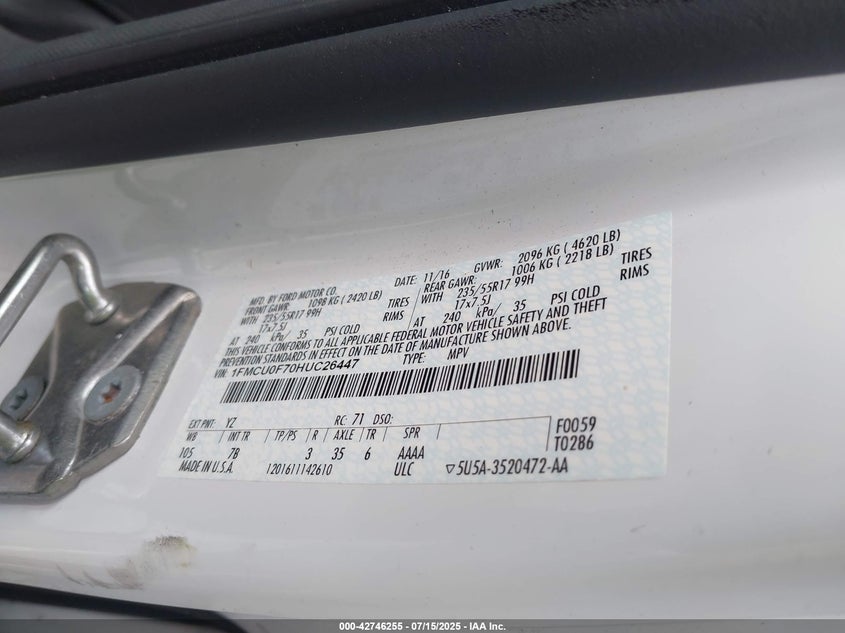 MFD. BY FORD MOTOR CO.
DATE: 11/16 GVWR: 2096 KG ( 4620 LB)
FRONT GAWR: 1098 KG ( 2420 LB) REAR GAWR: 1006 KG ( 2218 LB)
WITH 235/55R17 99H TIRES WITH 235/55R17 99H TIRES
17x7.5J RIMS 17x7.5J RIMS
AT 240 kPa/ 35 PSI COLD AT 240 kPa/ 35 PSI COLD
THIS VEHICLE CONFORMS TO ALL APPLICABLE FEDERAL MOTOR VEHICLE SAFETY AND THEFT
PREVENTION STANDARDS IN EFFECT ON THE DATE OF MANUFACTURE SHOWN ABOVE.
VIN: 1FMCU0F70HUC26447 TYPE: MPV
EXT PNT: YZ RC: 71 DSO:
WB INT TR TP/PS R AXLE TR SPR
105 7B 3 35 6 AAAA
F0059
T0286
MADE IN U.S.A. 1201611142610 ULC ▽5U5A-3520472-AA
000-42746255 - 07/15/2025 - IAA Inc.